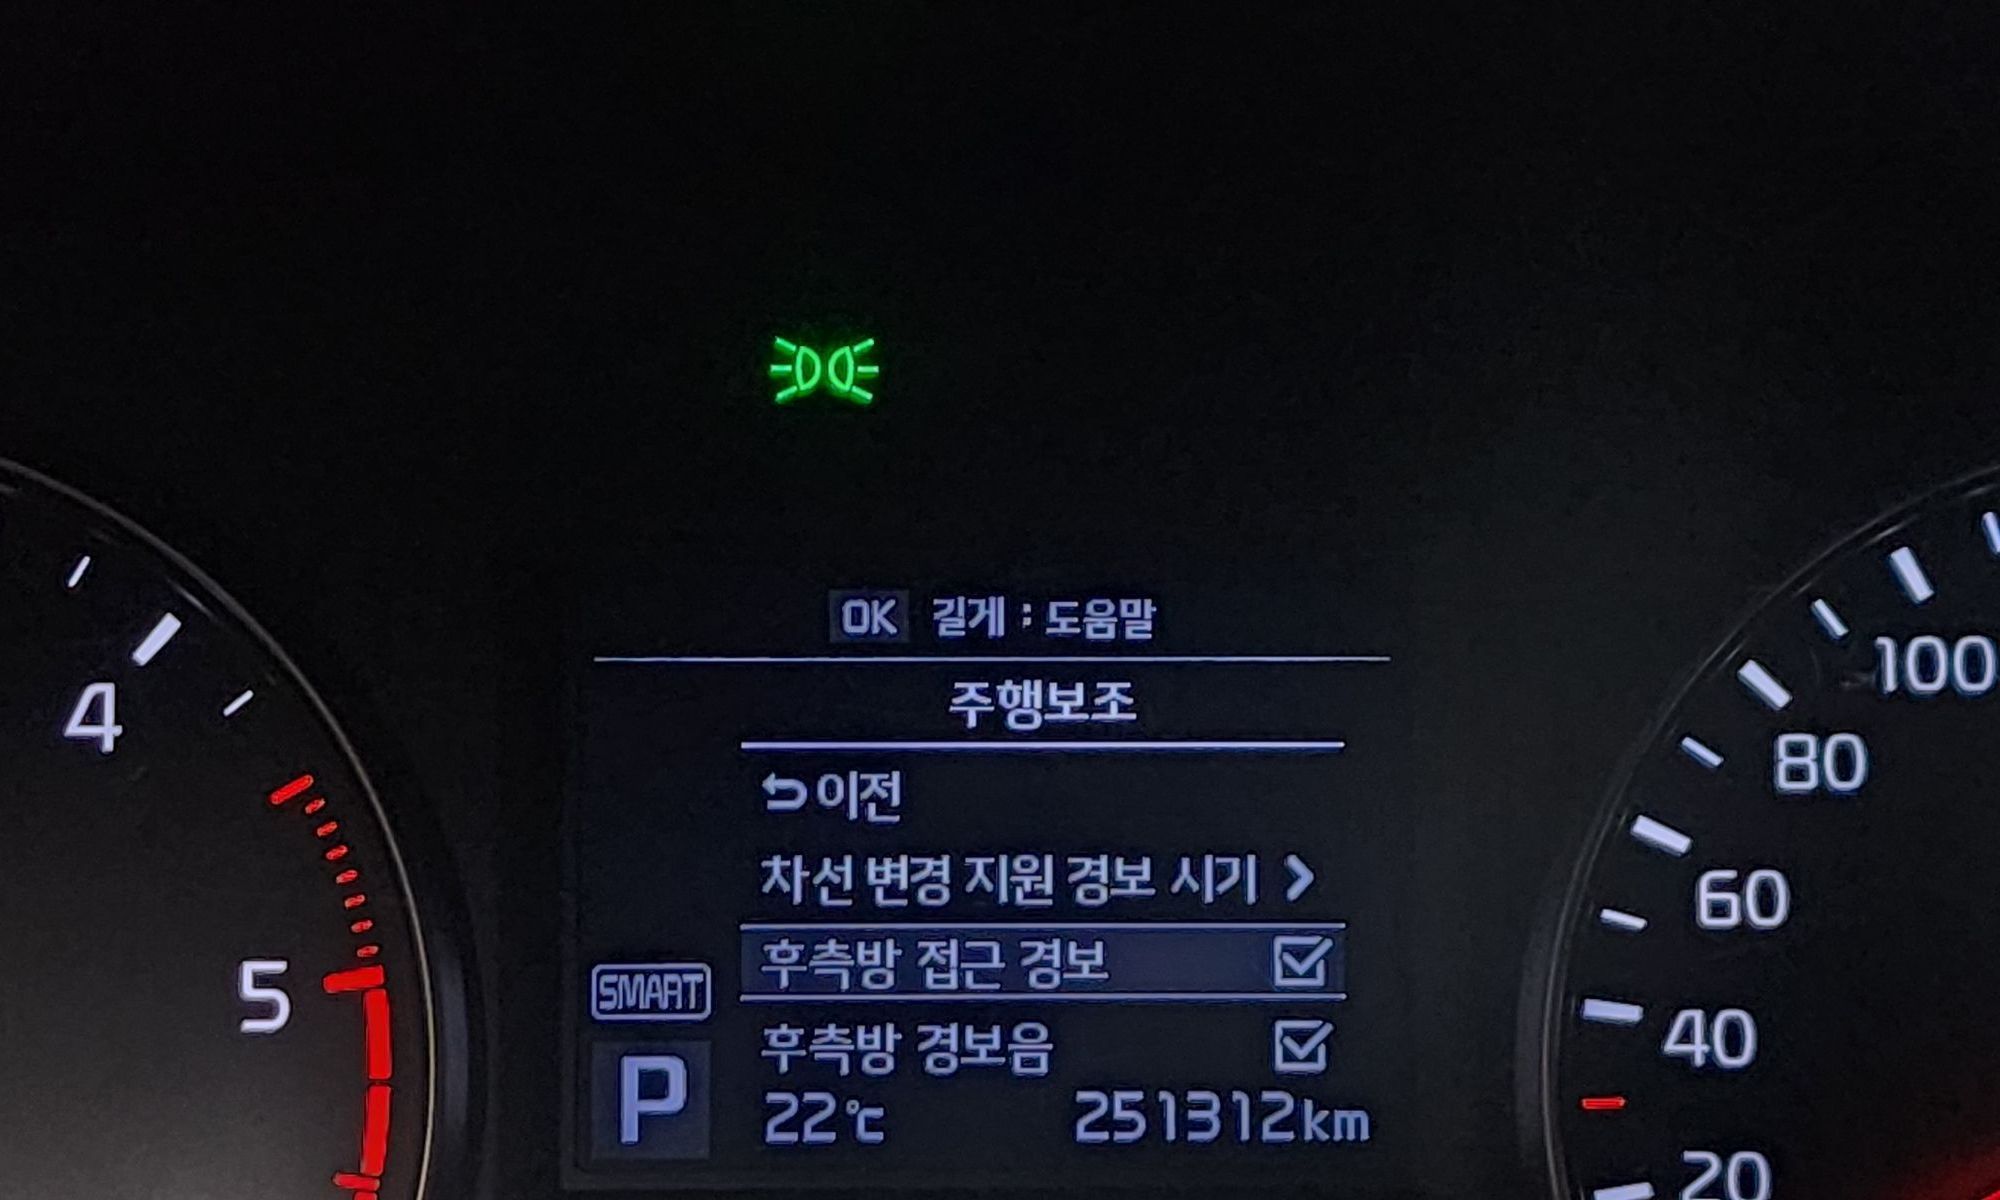 OK 길게 : 도움말
주행보조
이전
차선 변경 지원 경보 시기
후측방 접근 경보
후측방 경보음
SMART
P
22℃ 251312km
4
5
100
80
60
40
20